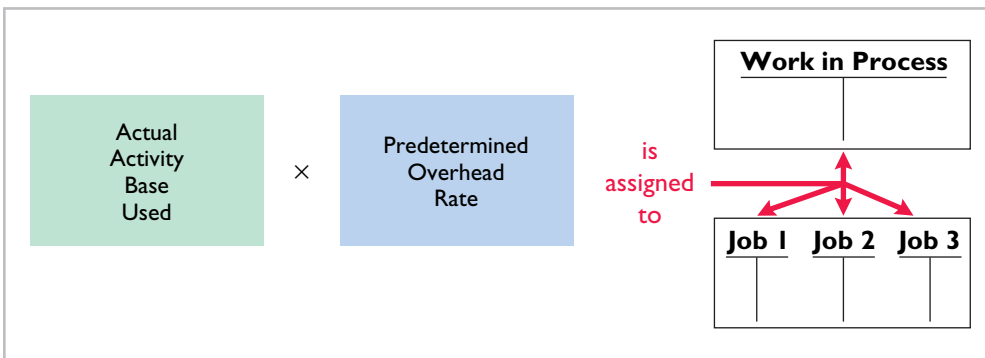 Actual
Activity
Base
Used
×
Predetermined
Overhead
Rate
is
assigned
to
Work in Process
Job 1 Job 2 Job 3